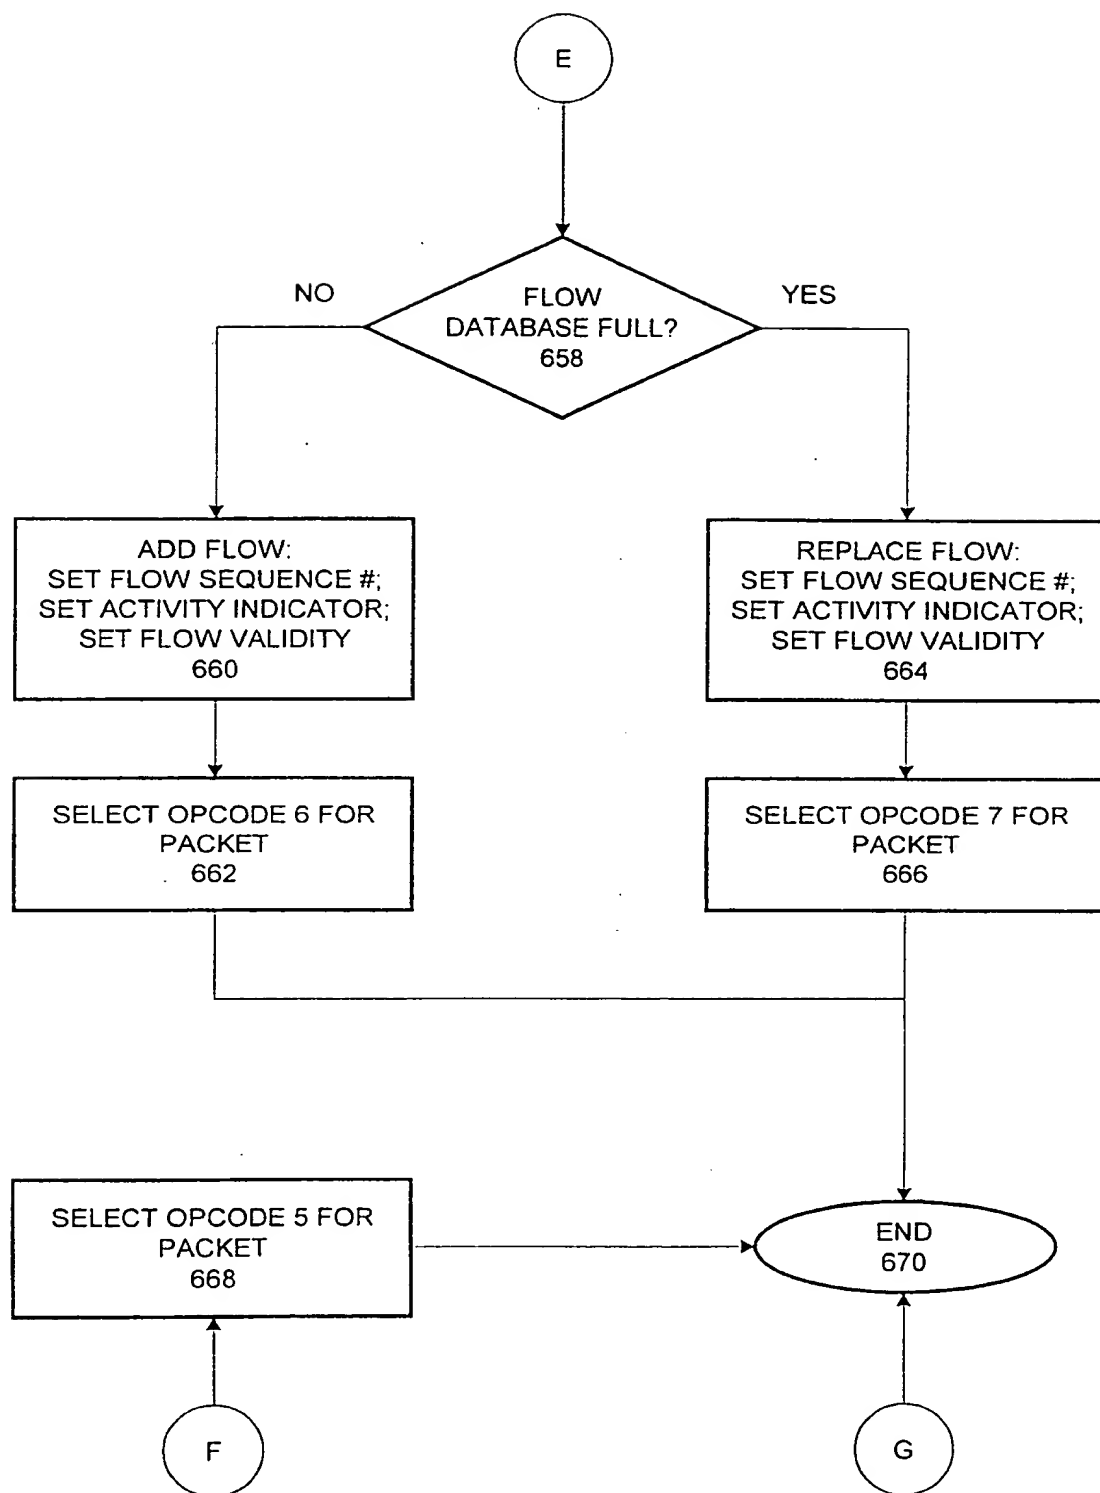 E
FLOW
DATABASE FULL?
658
NO
YES
ADD FLOW:
SET FLOW SEQUENCE #;
SET ACTIVITY INDICATOR;
SET FLOW VALIDITY
660
REPLACE FLOW:
SET FLOW SEQUENCE #;
SET ACTIVITY INDICATOR;
SET FLOW VALIDITY
664
SELECT OPCODE 6 FOR
PACKET
662
SELECT OPCODE 7 FOR
PACKET
666
SELECT OPCODE 5 FOR
PACKET
668
END
670
F
G